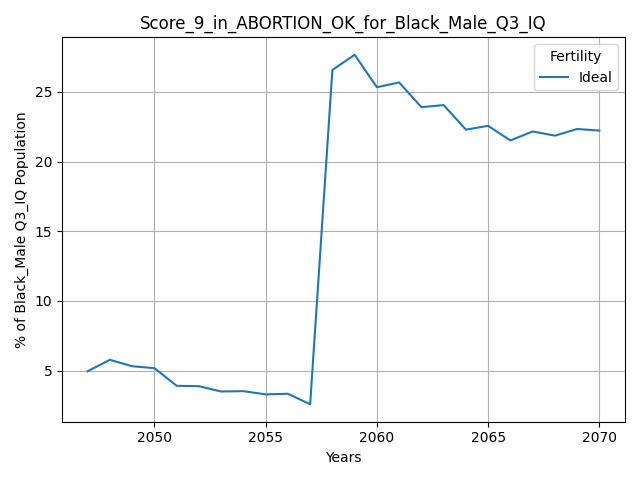 Score_9_in_ABORTION_OK_for_Black_Male_Q3_IQ
Fertility
Ideal
% of Black_Male Q3_IQ Population
25
20
15
10
5
2050 2055 2060 2065 2070
Years